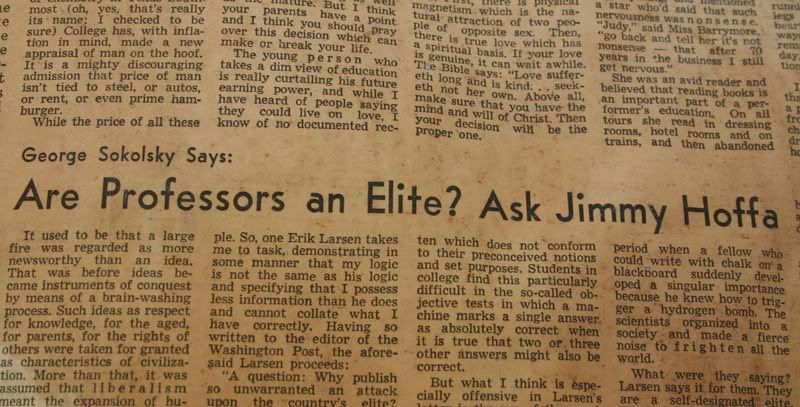 most (oh, yes, that's really
its name; I checked to be
sure) College has, with infla-
tion in mind, made a new
appraisal of man on the hoof.
It is a mighty discouraging
admission that price of man
isn't tied to steel, or autos,
or rent, or even prime ham-
burger.
While the price of all these
your parents have a point
and I think you should pray
over this decision which can
make or break your life.
The young person who
takes a dim view of education
is really curtailing his future
earning power, and while I
have heard of people saying
they could live on love, I
know of no documented rec-
magnetism which is the na-
tural attraction of two peo-
ple of opposite sex. Then,
there is true love which has
a spiritual basis. If your love
is genuine, it can wait awhile.
The Bible says: "Love suffer-
eth long and is kind. . . seek-
eth not her own. Above all,
make sure that you have the
mind and will of Christ. Then
your decision will be the
proper one.
a star who'd said that such
nervousness was nonsense.
"Judy," said Miss Barrymore,
"go back and tell her it's not
nonsense — that after 70
years in the business I still
get nervous."
She was an avid reader and
believed that reading books is
an important part of a per-
former's education. On all
tours she read in dressing
rooms, hotel rooms and on
trains, and then abandoned
George Sokolsky Says:
Are Professors an Elite? Ask Jimmy Hoffa
It used to be that a large
fire was regarded as more
newsworthy than an idea.
That was before ideas be-
came instruments of conquest
by means of a brain-washing
process. Such ideas as respect
for knowledge, for the aged,
for parents, for the rights of
others were taken for granted
as characteristics of civiliza-
tion. More than that, it was
assumed that liberalism
meant the expansion of hu-
ple. So, one Erik Larsen takes
me to task, demonstrating in
some manner that my logic
is not the same as his logic
and specifying that I possess
less information than he does
and cannot collate what I
have correctly. Having so
written to the editor of the
Washington Post, the afore-
said Larsen proceeds:
"A question: Why publish
so unwarranted an attack
upon the country's elite?
ten which does not conform
to their preconceived notions
and set purposes. Students in
college find this particularly
difficult in the so-called ob-
jective tests in which a ma-
chine marks a single answer
as absolutely correct when
it is true that two or three
other answers might also be
correct.
But what I think is espe-
cially offensive in Larsen's
period when a fellow who
could write with chalk on a
blackboard suddenly devel-
oped a singular importance
because he knew how to trig-
ger a hydrogen bomb. The
scientists organized into a
society and made a fierce
noise to frighten all the
world.
What were they saying?
Larsen says it for them. They
are a self-designated elite